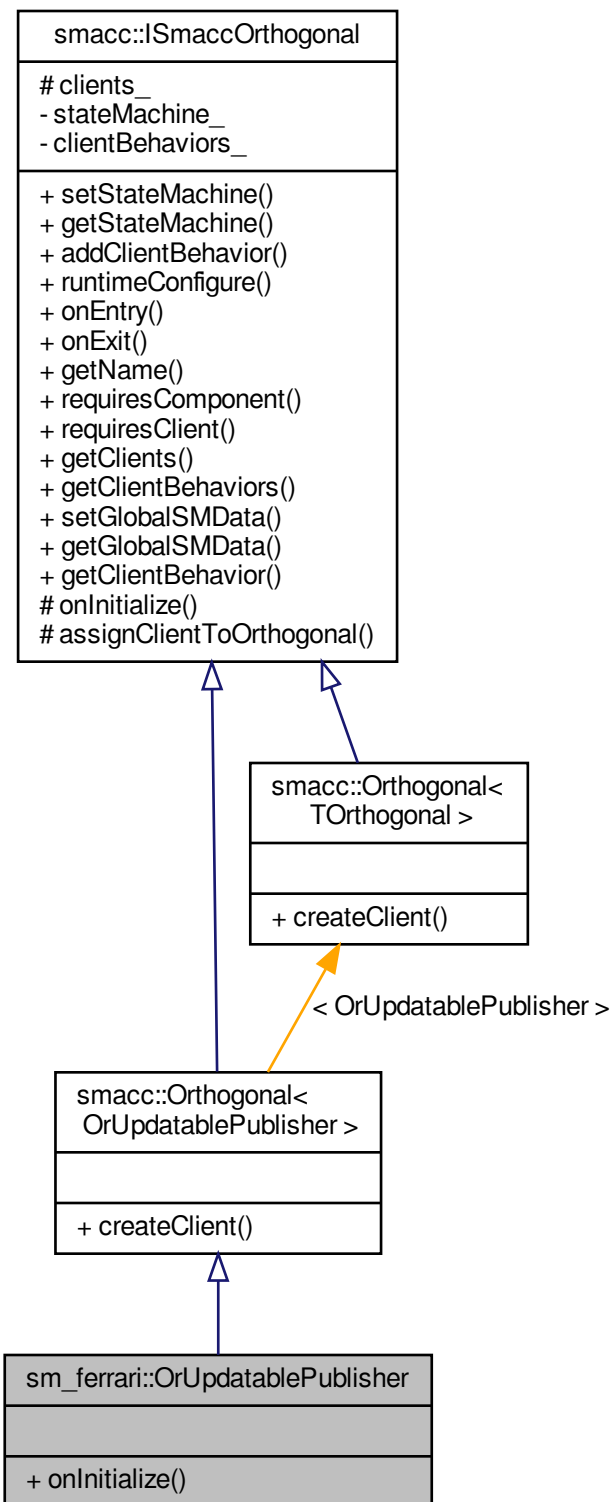 smacc::ISmaccOrthogonal
# clients_
- stateMachine_
- clientBehaviors_
+ setStateMachine()
+ getStateMachine()
+ addClientBehavior()
+ runtimeConfigure()
+ onEntry()
+ onExit()
+ getName()
+ requiresComponent()
+ requiresClient()
+ getClients()
+ getClientBehaviors()
+ setGlobalSMData()
+ getGlobalSMData()
+ getClientBehavior()
# onInitialize()
# assignClientToOrthogonal()
smacc::Orthogonal<
TOrthogonal >
+ createClient()
< OrUpdatablePublisher >
smacc::Orthogonal<
OrUpdatablePublisher >
+ createClient()
sm_ferrari::OrUpdatablePublisher
+ onInitialize()